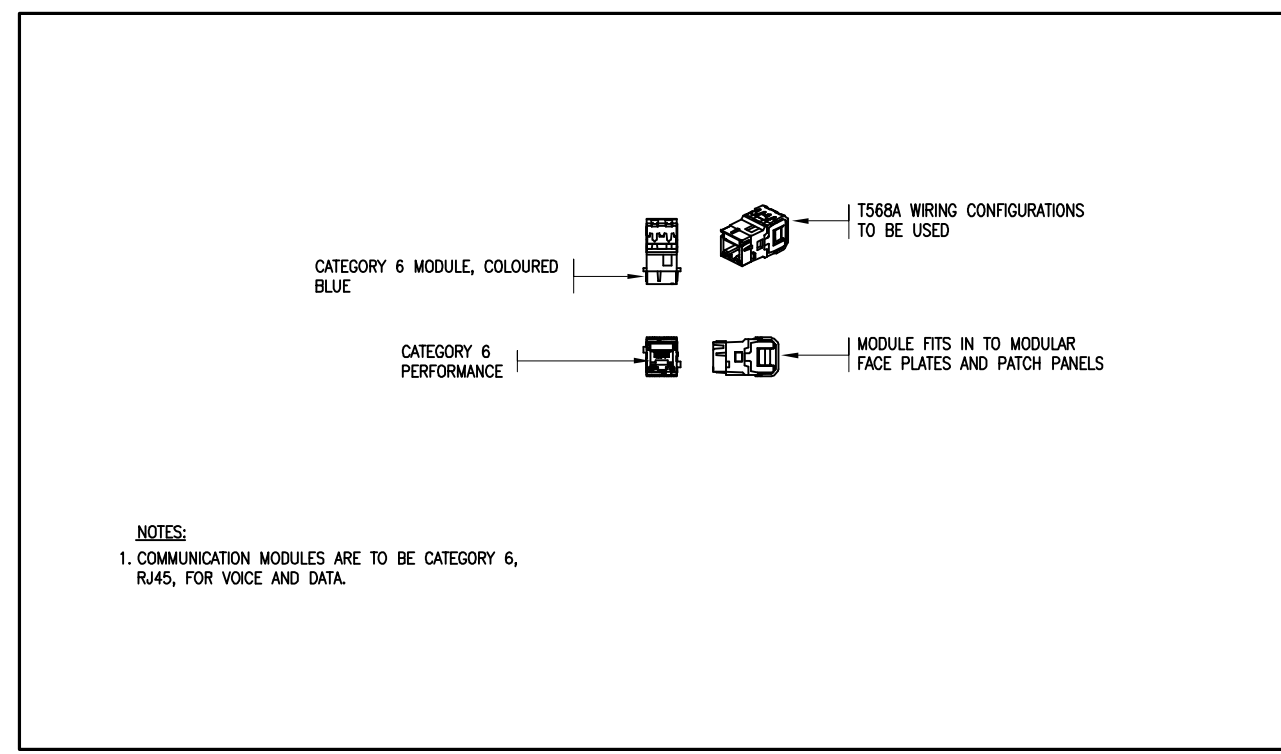 T568A WIRING CONFIGURATIONS
TO BE USED
CATEGORY 6 MODULE, COLOURED
BLUE
CATEGORY 6
PERFORMANCE
MODULE FITS IN TO MODULAR
FACE PLATES AND PATCH PANELS
NOTES:
1. COMMUNICATION MODULES ARE TO BE CATEGORY 6,
RJ45, FOR VOICE AND DATA.